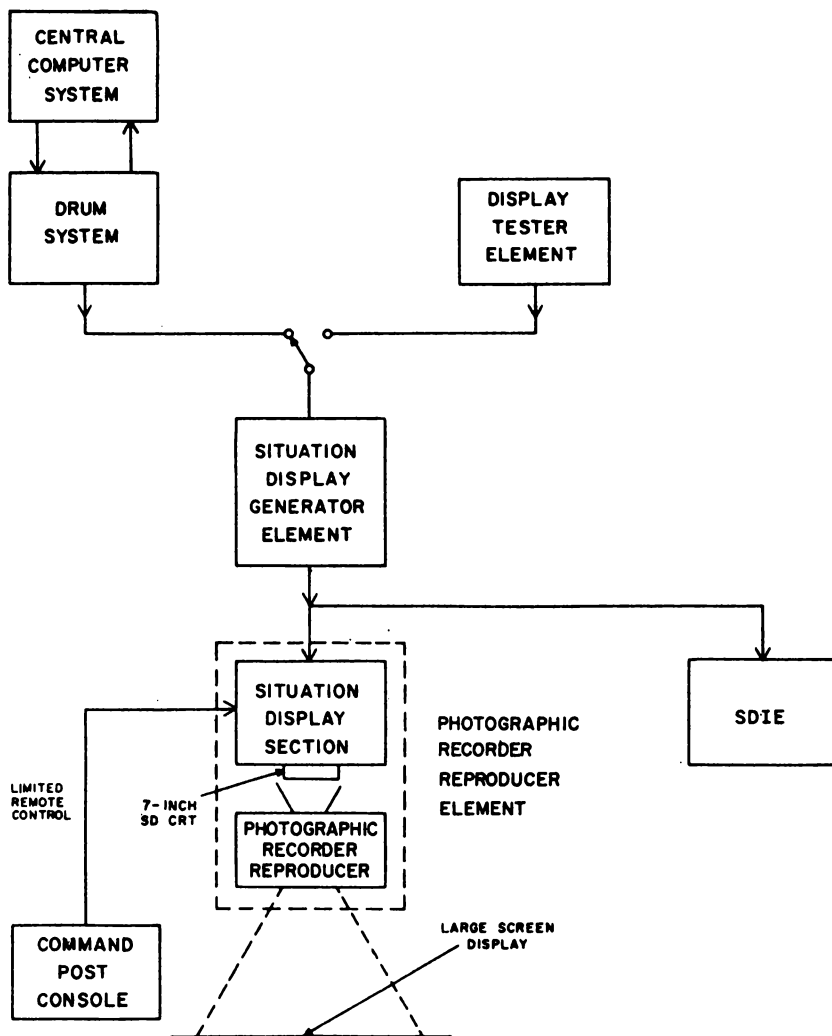 CENTRAL
COMPUTER
SYSTEM
DRUM
SYSTEM
DISPLAY
TESTER
ELEMENT
SITUATION
DISPLAY
GENERATOR
ELEMENT
SITUATION
DISPLAY
SECTION
SDIE
PHOTOGRAPHIC
RECORDER
REPRODUCER
ELEMENT
LIMITED
REMOTE
CONTROL
7-INCH
SD CRT
PHOTOGRAPHIC
RECORDER
REPRODUCER
COMMAND
POST
CONSOLE
LARGE SCREEN
DISPLAY